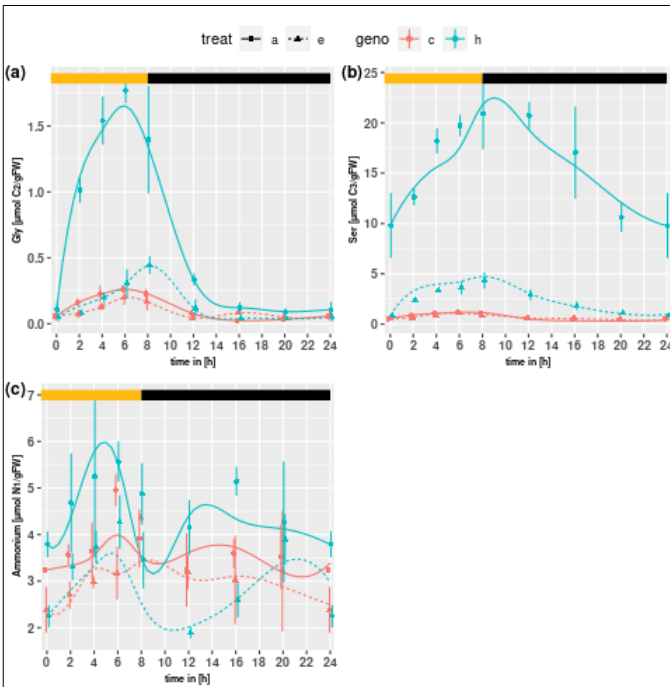 treat a e geno c h
(a)
Gly [µmol C2/gFW]
1.5
1.0
0.5
0.0
0 2 4 6 8 10 12 14 16 18 20 22 24
time in [h]
(b)
Ser [µmol C3/gFW]
25
20
15
10
5
0
0 2 4 6 8 10 12 14 16 18 20 22 24
time in [h]
(c)
Ammonium [µmol N1/gFW]
7
6
5
4
3
2
0 2 4 6 8 10 12 14 16 18 20 22 24
time in [h]